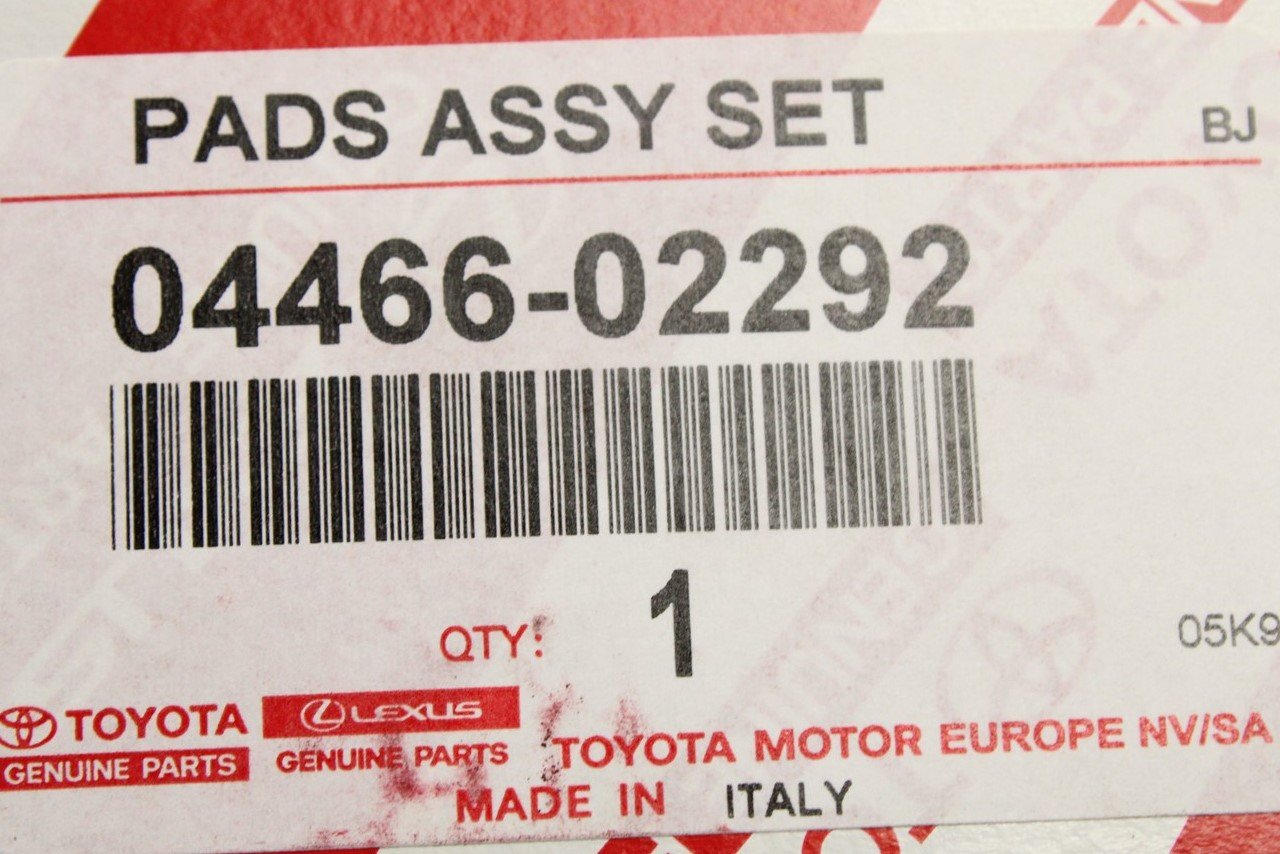 PADS ASSY SET
BJ
04466-02292
QTY: 1
05K9
TOYOTA
GENUINE PARTS
LEXUS
GENUINE PARTS
TOYOTA MOTOR EUROPE NV/SA
MADE IN ITALY